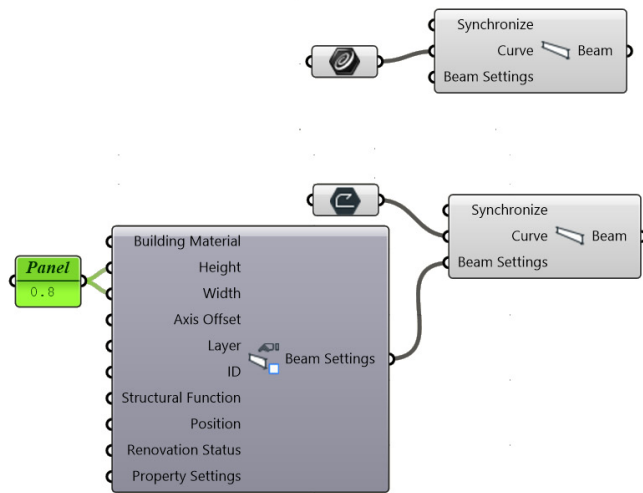 Synchronize
Curve Beam
Beam Settings
Synchronize
Curve Beam
Beam Settings
Panel
0.8
Building Material
Height
Width
Axis Offset
Layer
ID
Beam Settings
Structural Function
Position
Renovation Status
Property Settings